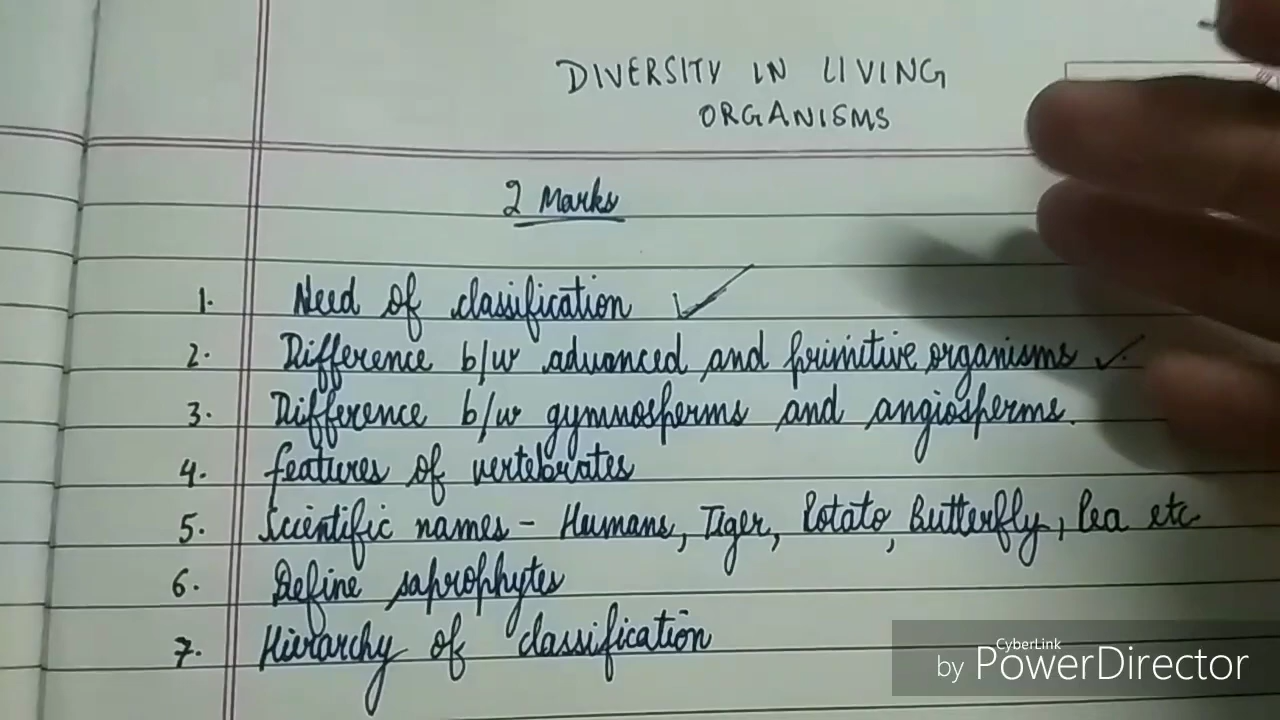 DIVERSITY IN LIVING
ORGANISMS
2 Marks
1. Need of classification
2. Difference b/w advanced and primitive organisms
3. Difference b/w gymnosperms and angiosperms.
4. features of vertebrates
5. Scientific names - Humans, Tiger, Potato, Butterfly, Pea etc
6. Define saprophytes
7. Hierarchy of classification
CyberLink
by PowerDirector